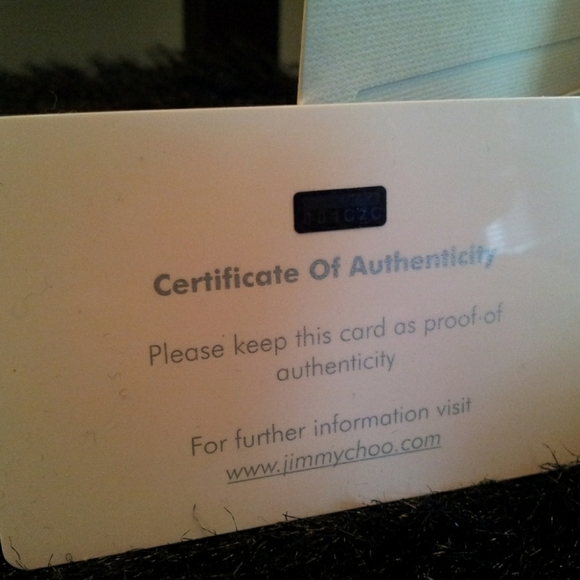 Certificate Of Authenticity
Please keep this card as proof of
authenticity
For further information visit
www.jimmychoo.com